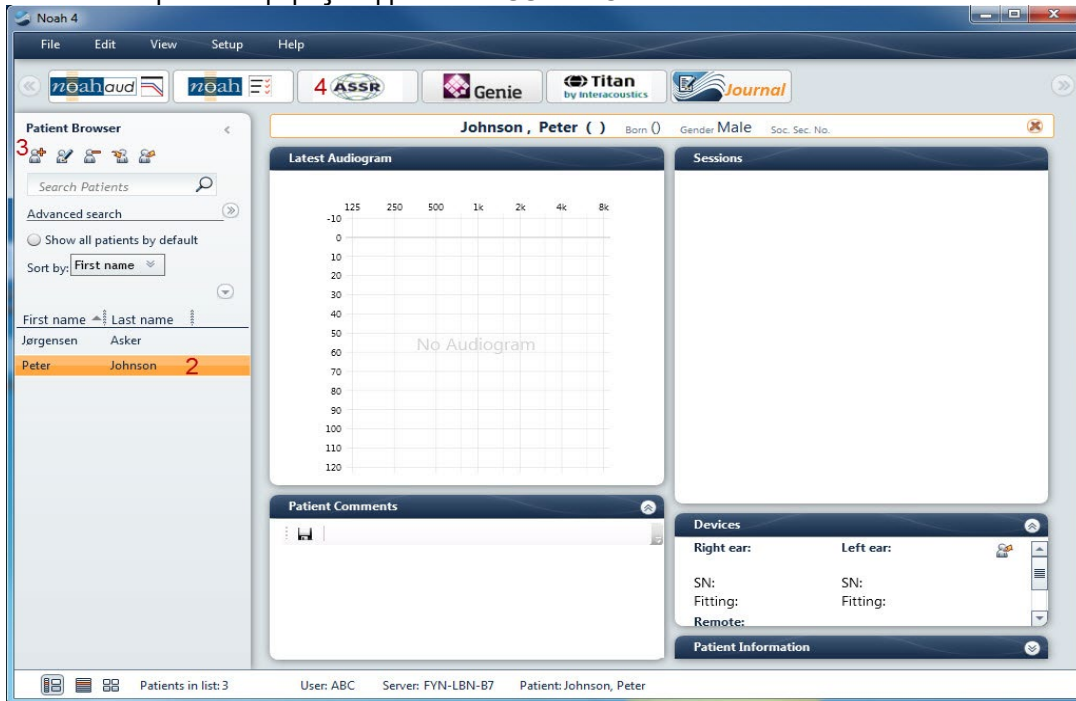 Noah 4
File Edit View Setup Help
noah aud noah 4 ASSR Genie Titan by Interacoustics Journal
Patient Browser
3
Search Patients
Advanced search
Show all patients by default
Sort by: First name
First name Last name
Jørgensen Asker
Peter Johnson 2
Johnson , Peter ( ) Born () Gender Male Soc. Sec. No.
Latest Audiogram
125 250 500 1k 2k 4k 8k
-10
0
10
20
30
40
50
60
70
80
90
100
110
120
No Audiogram
Patient Comments
Sessions
Devices
Right ear: Left ear:
SN: SN:
Fitting: Fitting:
Remote:
Patient Information
Patients in list: 3 User: ABC Server: FYN-LBN-B7 Patient: Johnson, Peter